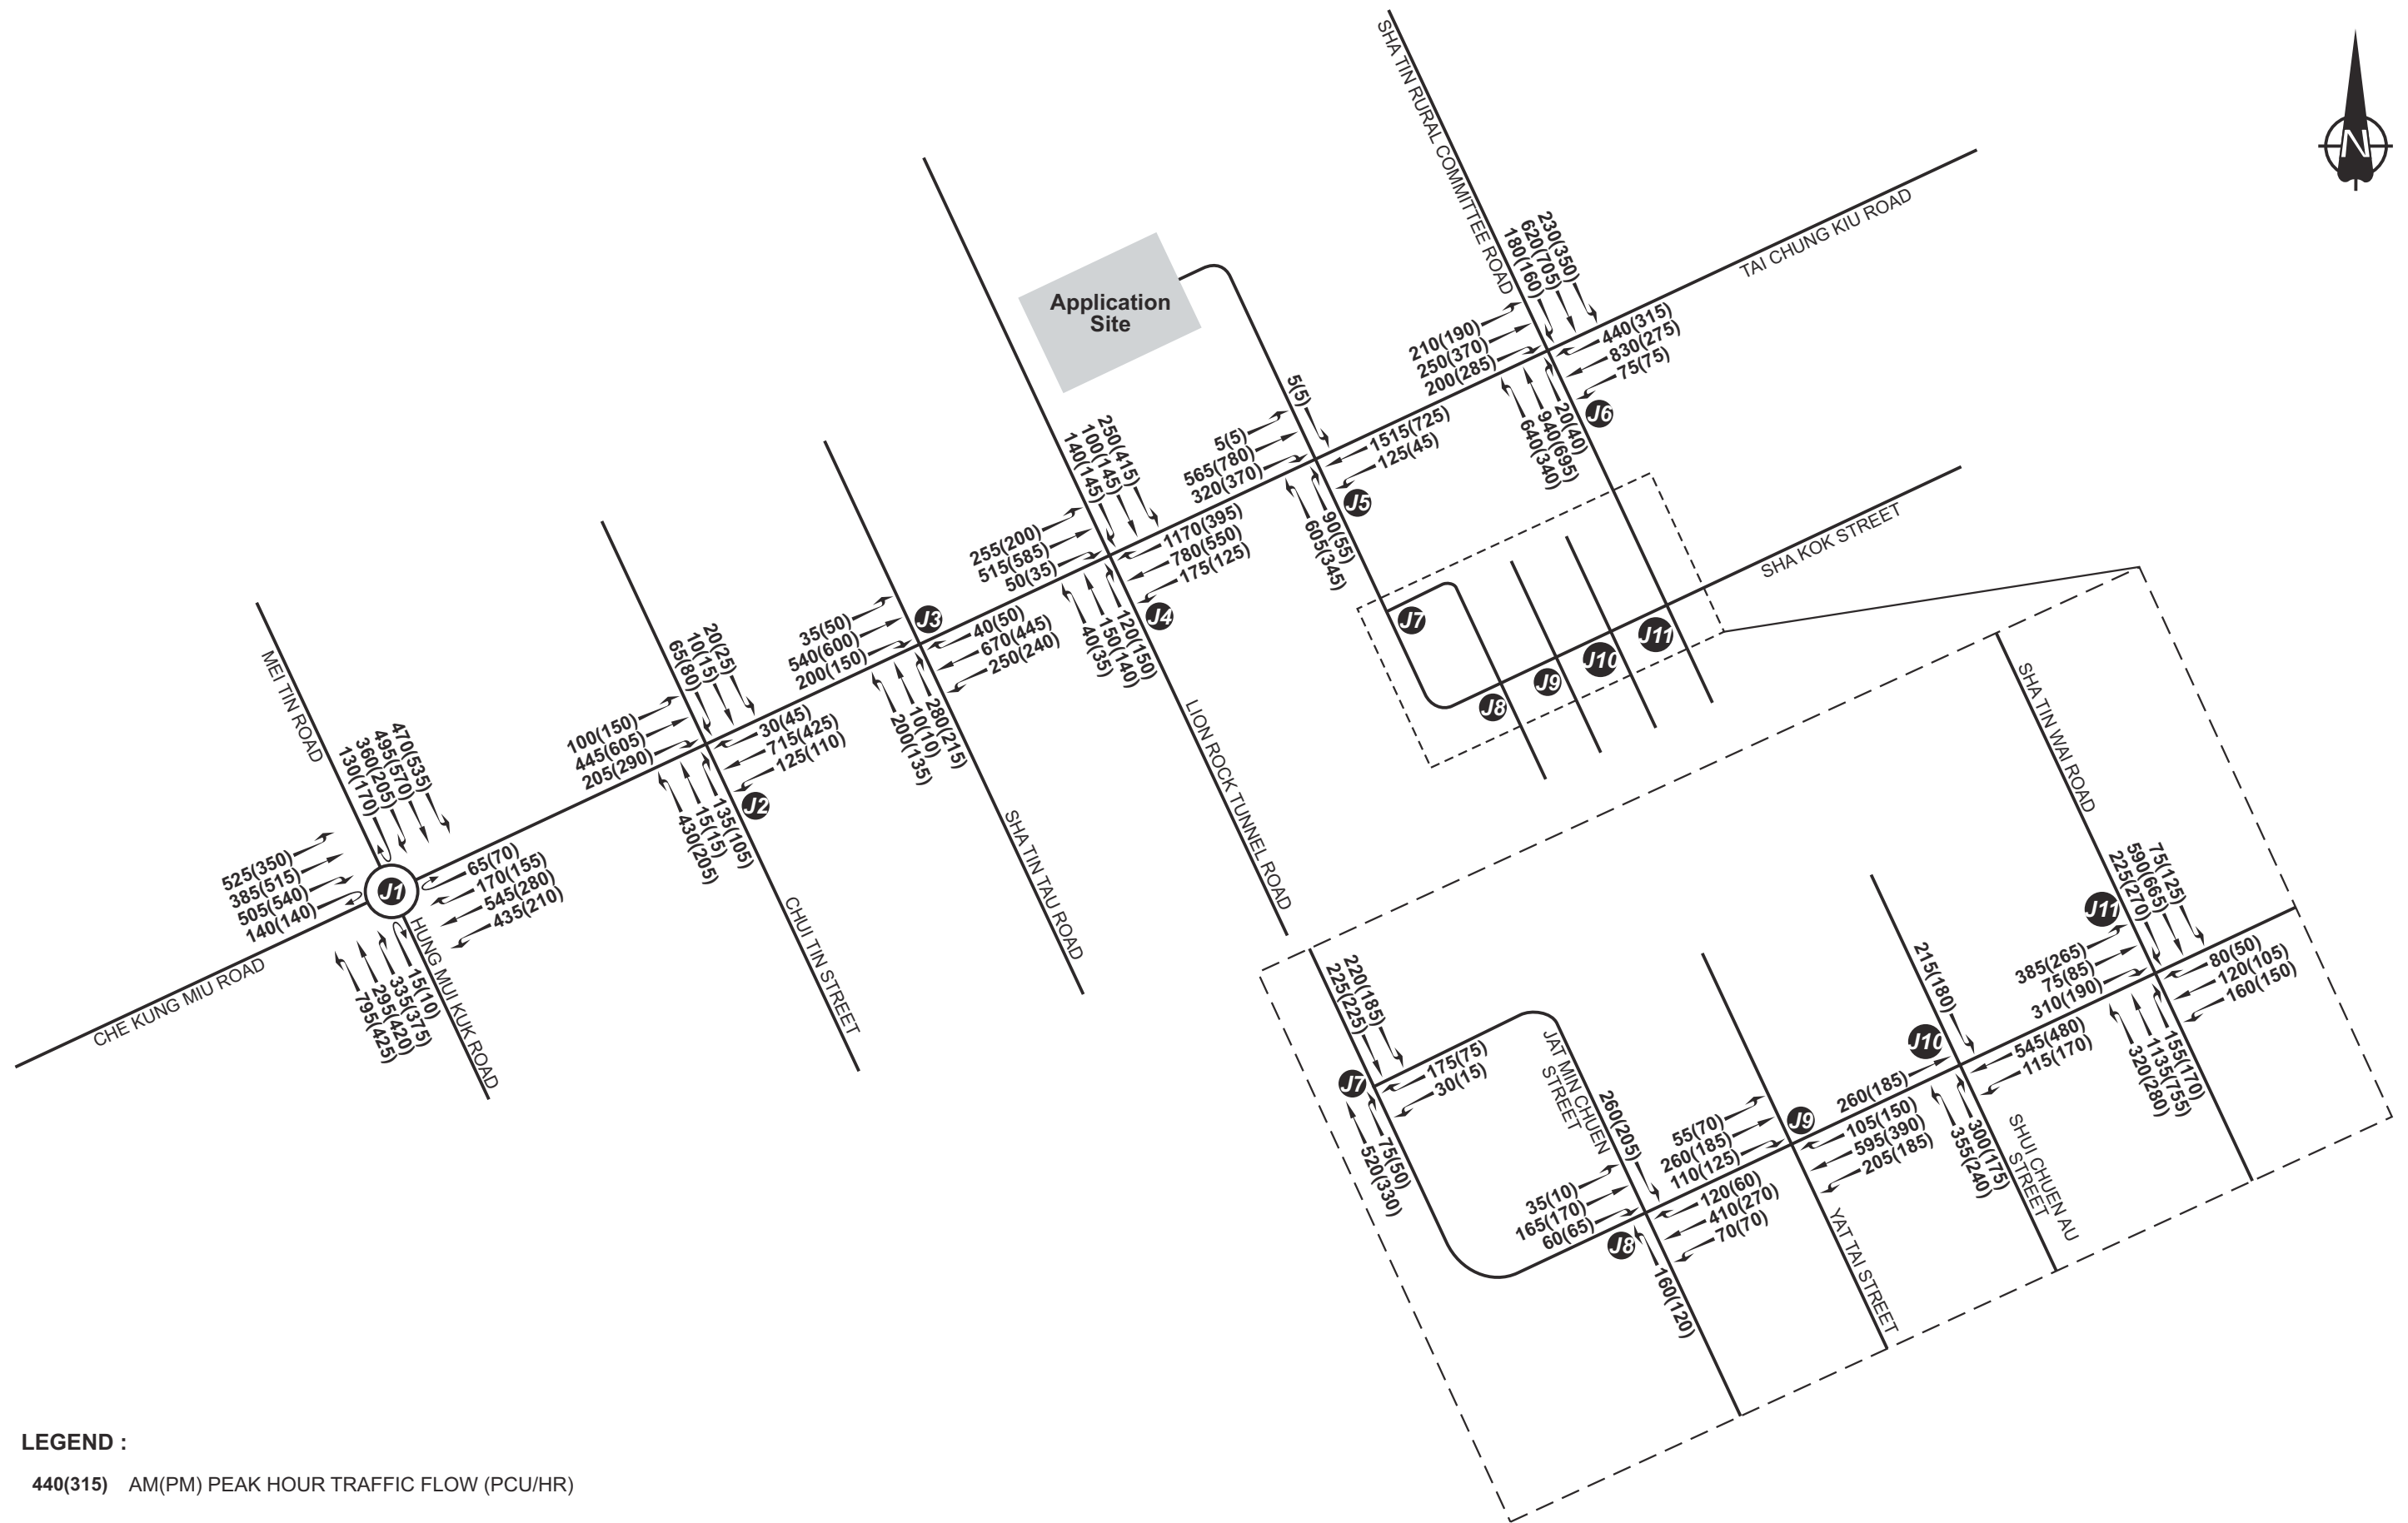 SHA TIN RURAL COMMITTEE ROAD
N
TAI CHUNG KIU ROAD
230(350)
620(705)
180(160)
210(190)
250(370)
200(285)
440(315)
830(275)
75(75)
J6
20(40)
940(695)
640(340)
Application
Site
5(5)
5(5)
565(780)
320(370)
1515(725)
125(45)
J5
90(55)
605(345)
250(415)
100(145)
140(145)
255(200)
515(585)
50(35)
1170(395)
780(550)
175(125)
J4
120(150)
150(140)
40(35)
LION ROCK TUNNEL ROAD
J3
35(50)
540(600)
200(150)
40(50)
670(445)
250(240)
280(215)
10(10)
200(135)
SHA TIN TAU ROAD
20(25)
10(15)
65(80)
100(150)
445(605)
205(290)
30(45)
715(425)
125(110)
J2
135(105)
15(15)
430(205)
CHUI TIN STREET
MEI TIN ROAD
470(535)
495(570)
360(205)
130(170)
525(350)
385(515)
505(540)
140(140)
J1
65(70)
170(155)
545(280)
435(210)
15(10)
335(375)
295(420)
795(425)
HUNG MUI KUK ROAD
CHE KUNG MIU ROAD
SHA KOK STREET
J7
J8
J9
J10
J11
SHA TIN WAI ROAD
75(125)
590(665)
225(270)
J11
385(265)
75(85)
310(190)
80(50)
120(105)
160(150)
155(170)
1135(755)
320(280)
215(180)
J10
260(185)
545(480)
115(170)
300(175)
355(240)
SHUI CHUEN AU
STREET
J9
55(70)
260(185)
110(125)
105(150)
595(390)
205(185)
YAT TAI STREET
220(185)
225(225)
J7
175(75)
30(15)
75(50)
520(330)
JAT MIN CHUEN
STREET
260(205)
35(10)
165(170)
60(65)
J8
120(60)
410(270)
70(70)
160(120)
LEGEND :
440(315) AM(PM) PEAK HOUR TRAFFIC FLOW (PCU/HR)